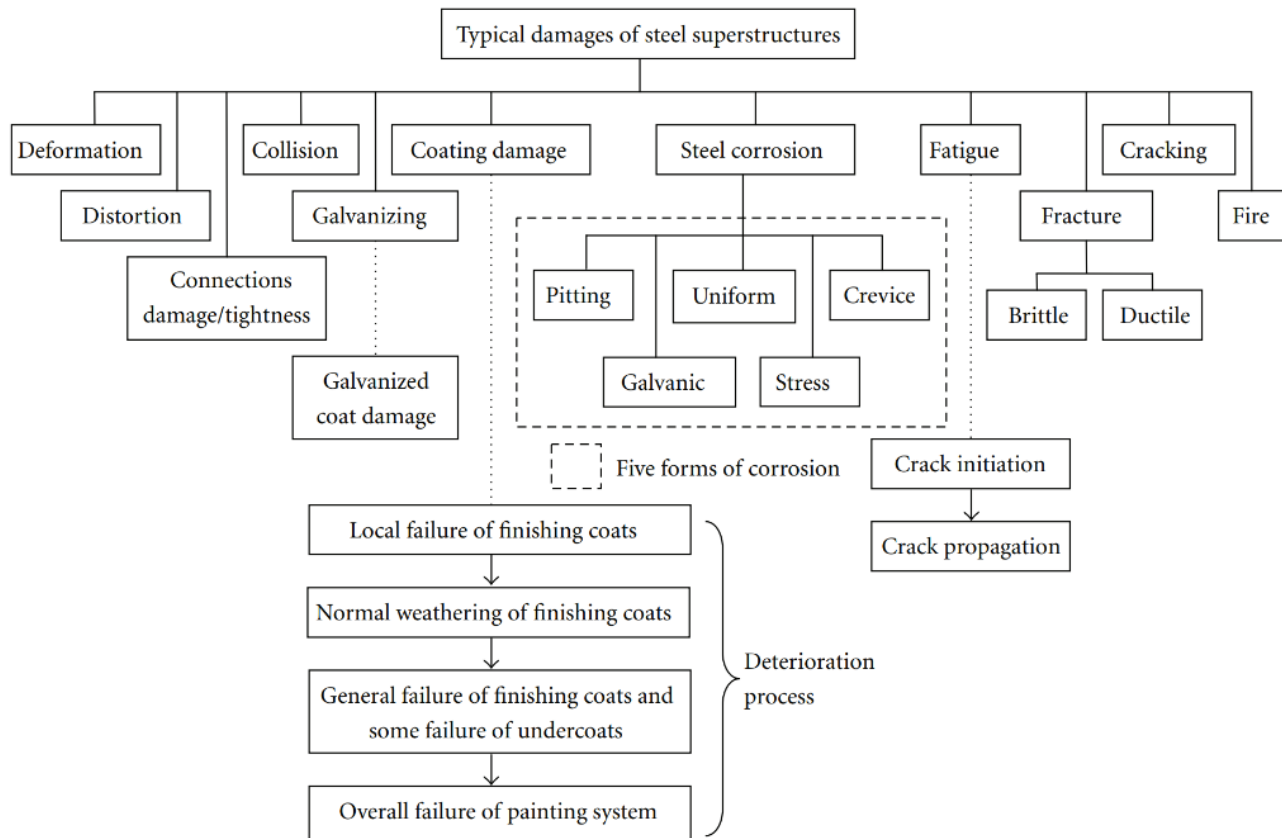 Typical damages of steel superstructures
Deformation
Collision
Coating damage
Steel corrosion
Fatigue
Cracking
Distortion
Galvanizing
Fracture
Fire
Connections
damage/tightness
Pitting
Uniform
Crevice
Brittle
Ductile
Galvanized
coat damage
Galvanic
Stress
Five forms of corrosion
Crack initiation
Crack propagation
Local failure of finishing coats
Normal weathering of finishing coats
General failure of finishing coats and
some failure of undercoats
Overall failure of painting system
Deterioration
process